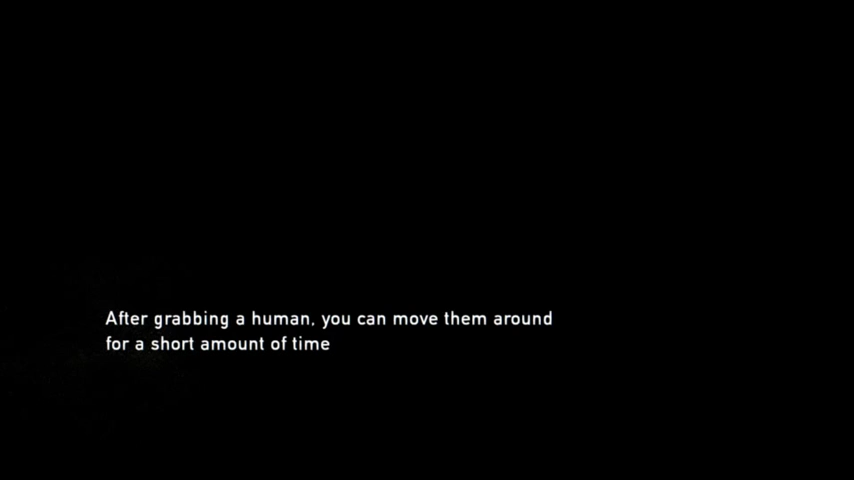 After grabbing a human, you can move them around
for a short amount of time